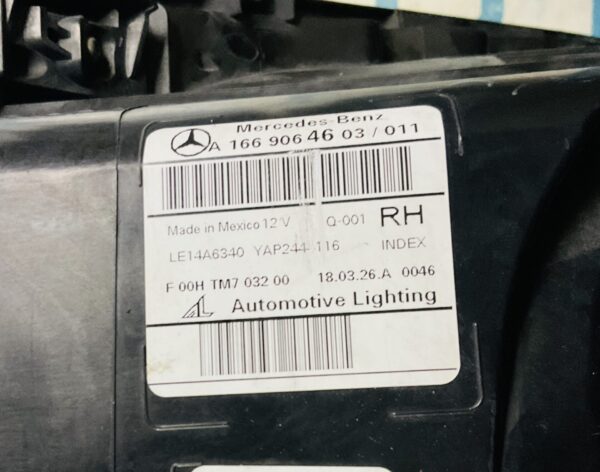 Mercedes-Benz
A 166 906 46 03 / 011
Made in Mexico 12 V Q-001 RH
LE14A6340 YAP244-116 INDEX
F 00H TM7 032 00 18.03.26.A 0046
AL Automotive Lighting